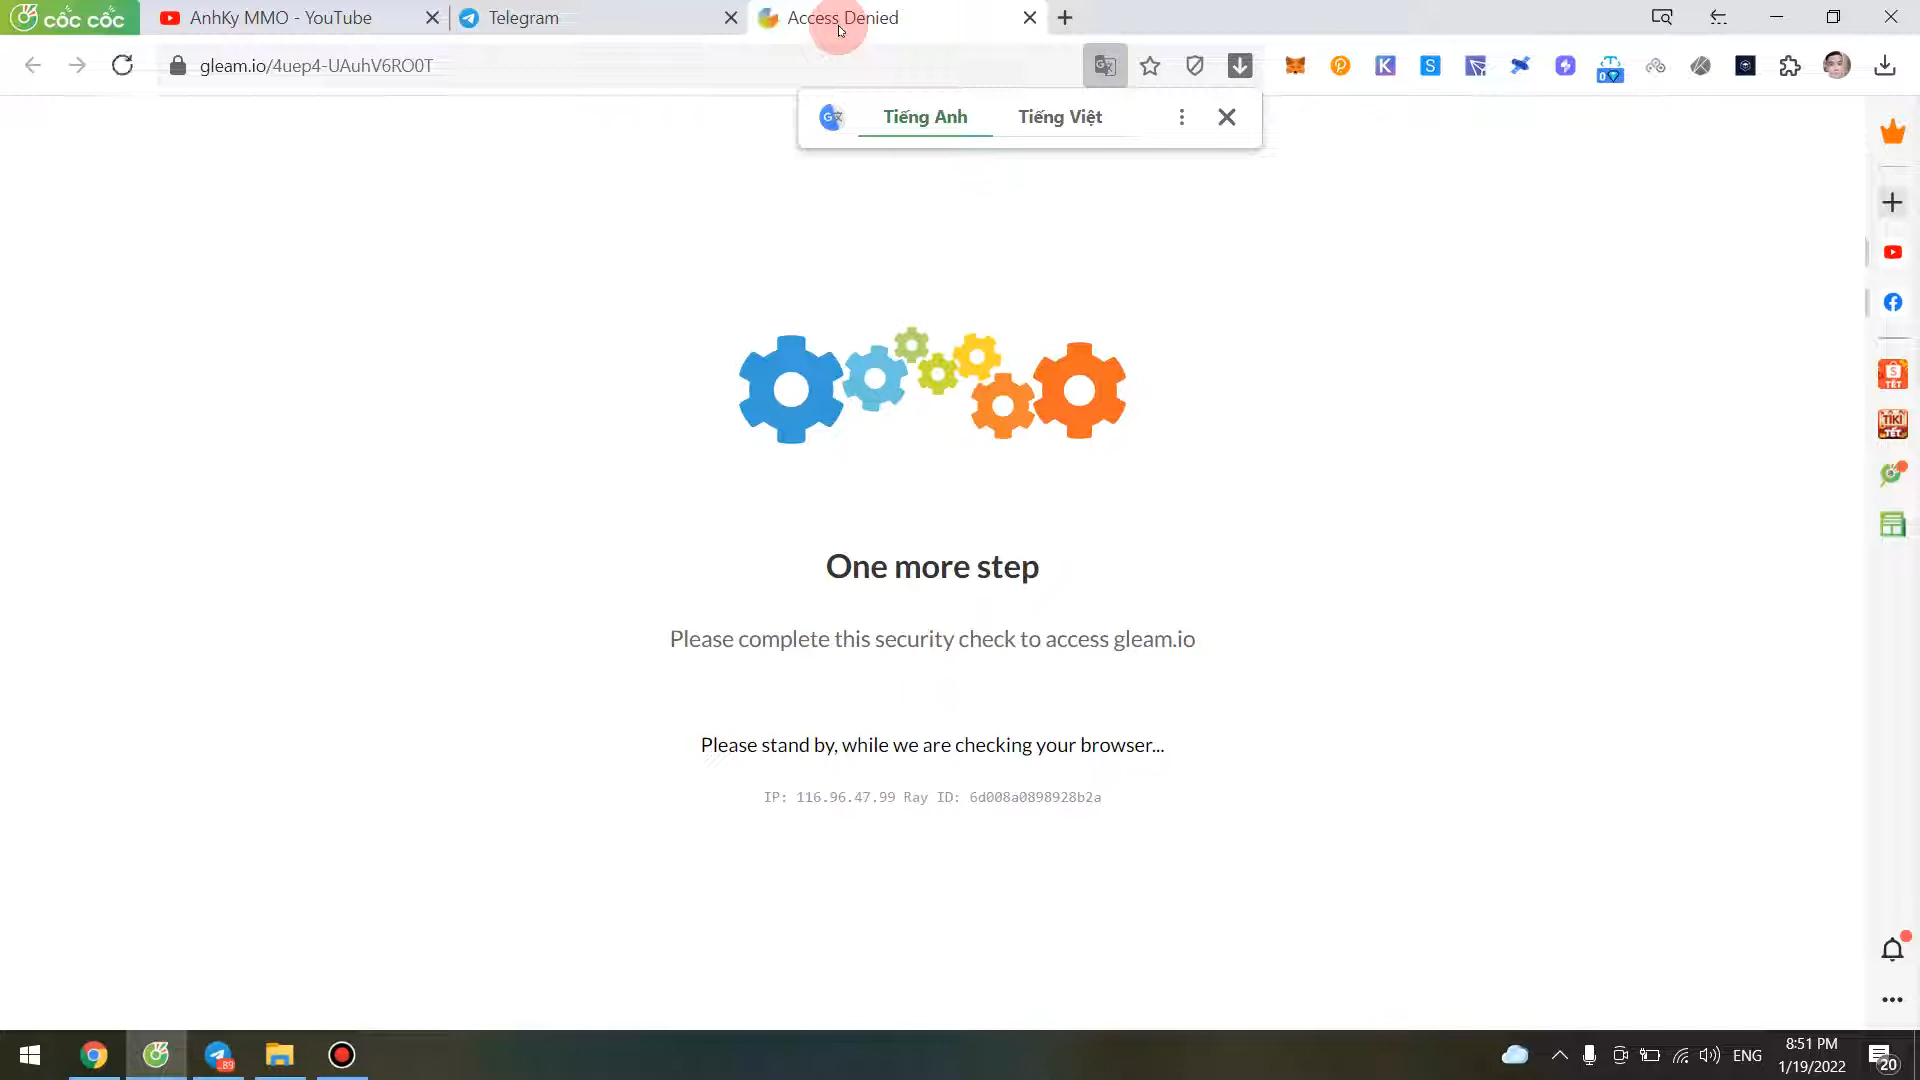 cốc cốc
AnhKy MMO - YouTube
Telegram
Access Denied
gleam.io/4uep4-UAuhV6RO0T
Tiếng Anh
Tiếng Việt
One more step
Please complete this security check to access gleam.io
Please stand by, while we are checking your browser...
IP: 116.96.47.99 Ray ID: 6d008a0898928b2a
89
ENG
8:51 PM
1/19/2022
20